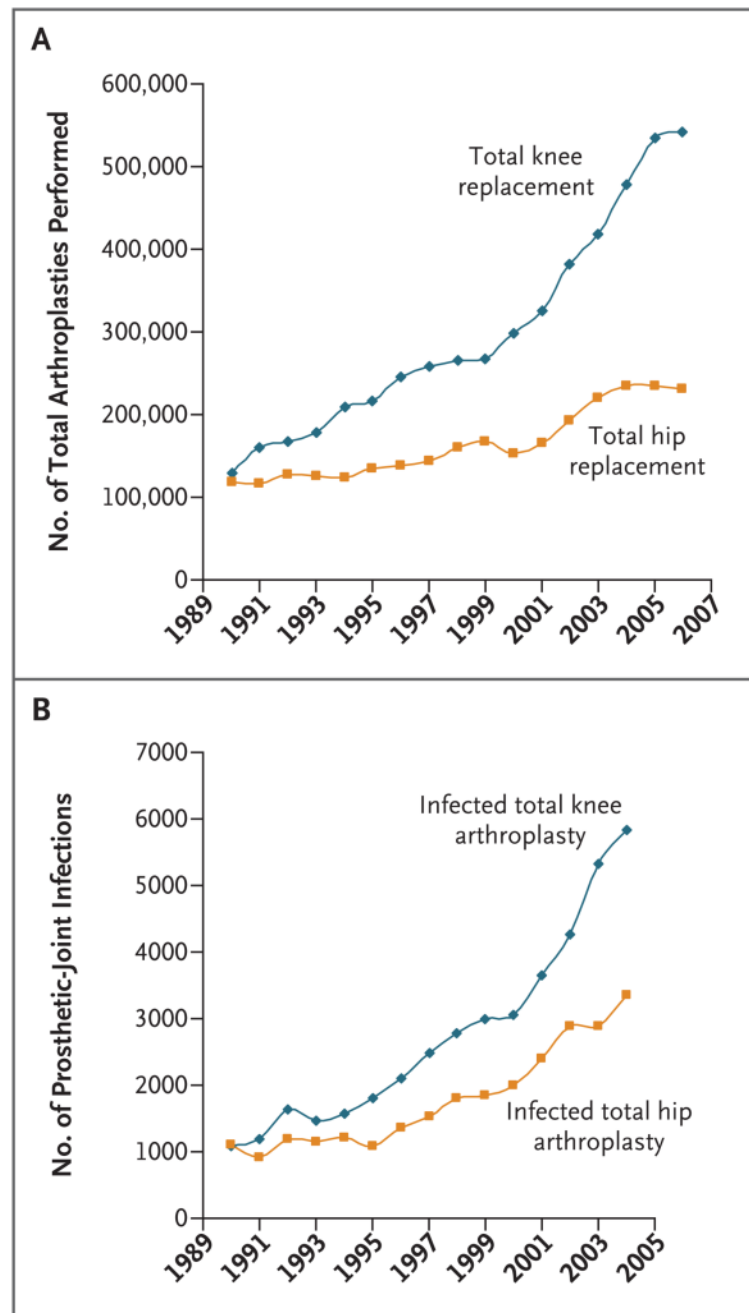 A
No. of Total Arthroplasties Performed
600,000
500,000
400,000
300,000
200,000
100,000
0
Total knee
replacement
Total hip
replacement
1989
1991
1993
1995
1997
1999
2001
2003
2005
2007
B
No. of Prosthetic-Joint Infections
7000
6000
5000
4000
3000
2000
1000
0
Infected total knee
arthroplasty
Infected total hip
arthroplasty
1989
1991
1993
1995
1997
1999
2001
2003
2005